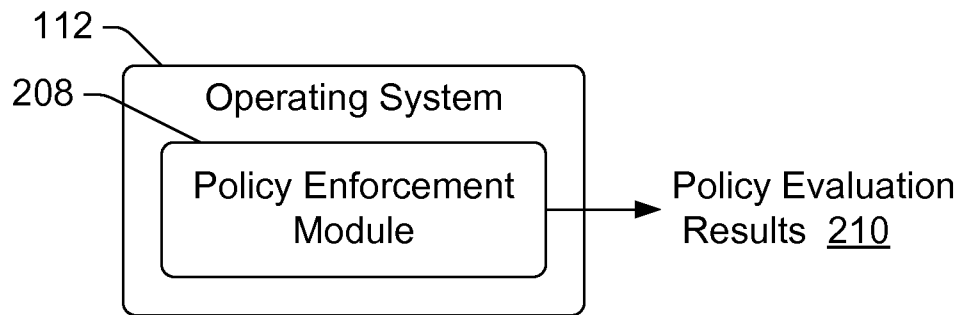 112
208
Operating System
Policy Enforcement
Module
Policy Evaluation
Results 210